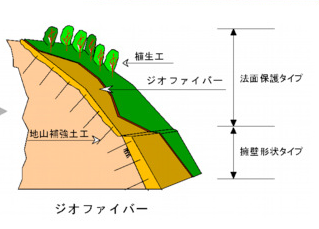 植生工
ジオファイバー
法面保護タイプ
地山補強土工
擁壁形状タイプ
ジオファイバー